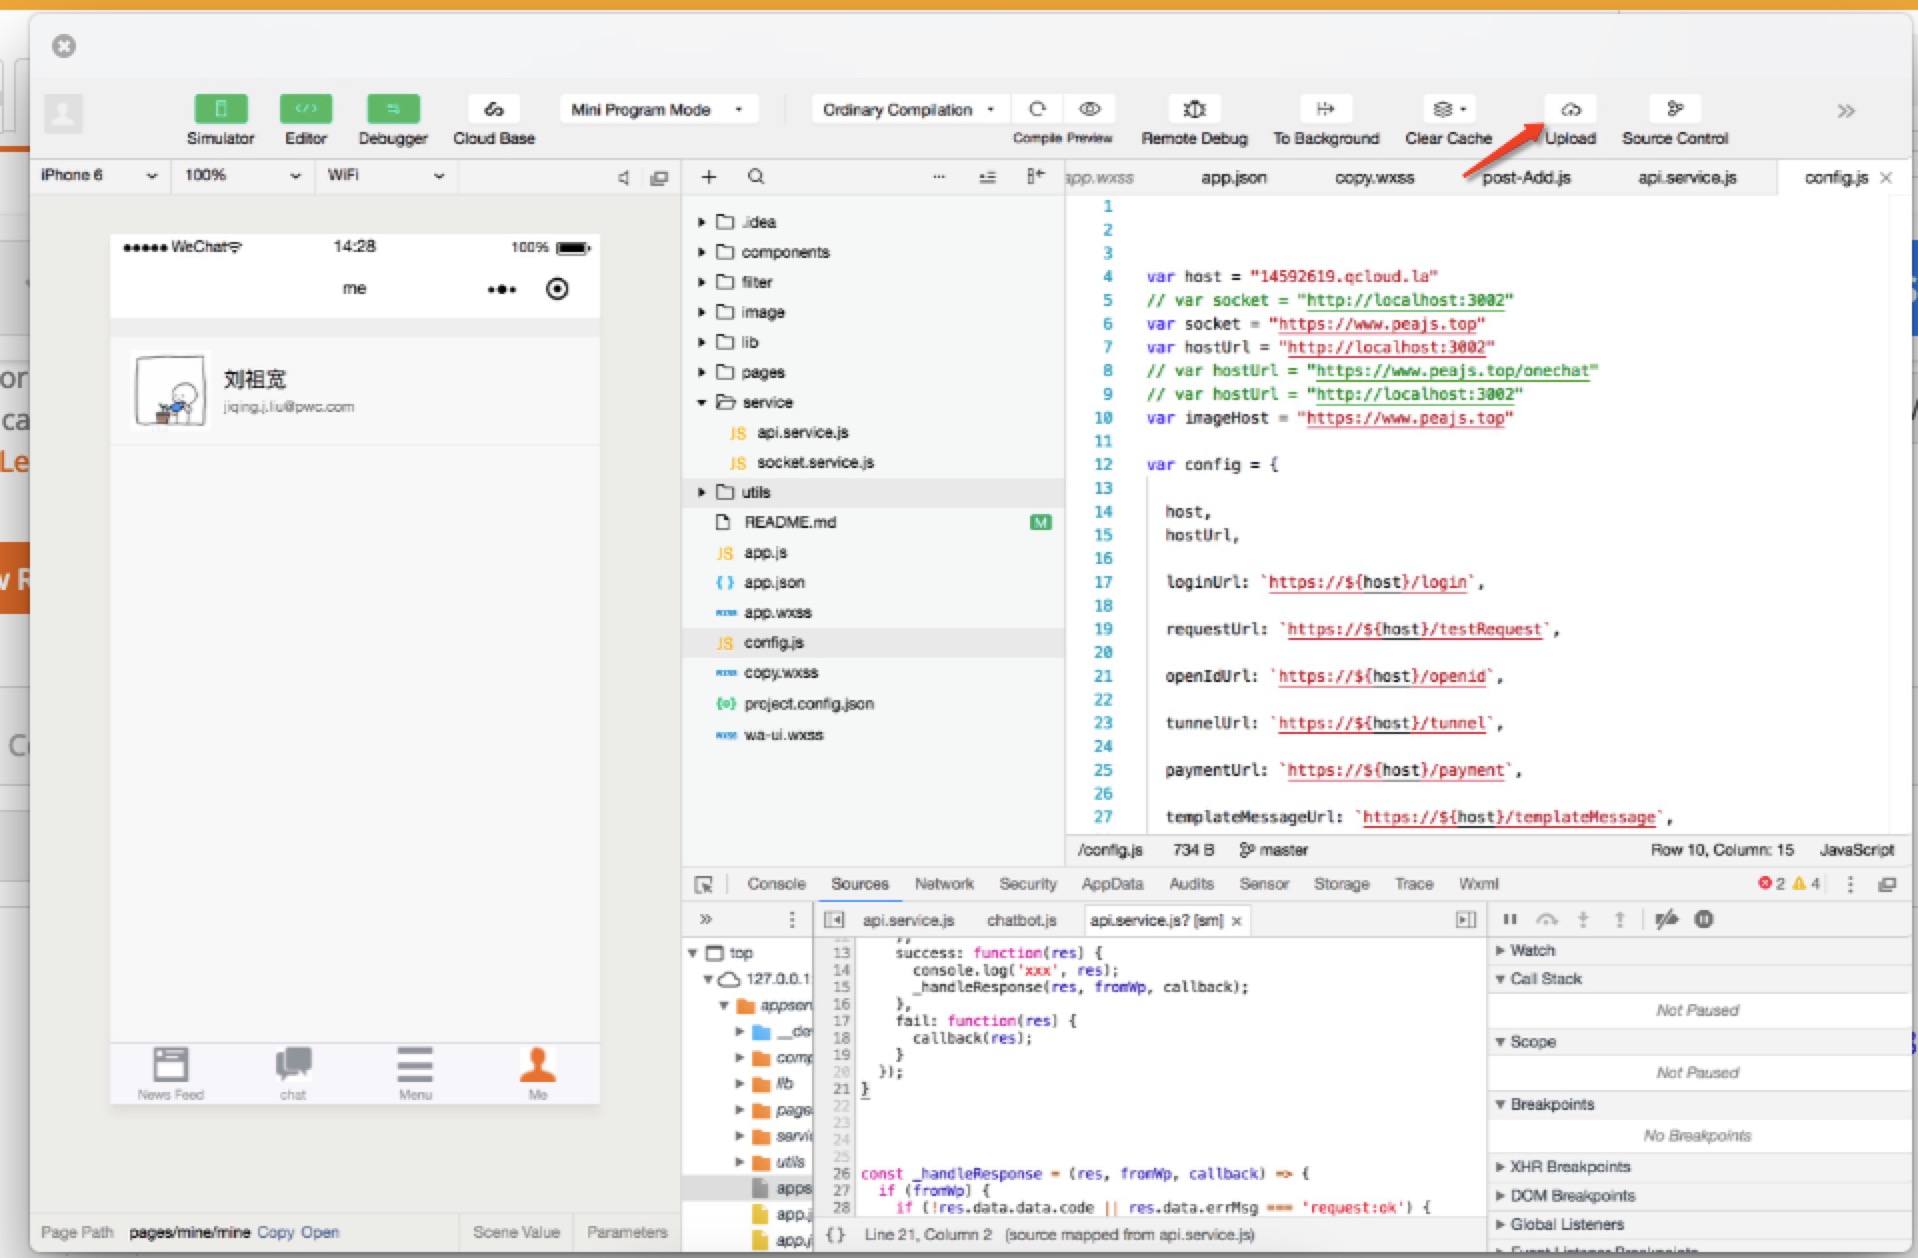 Simulator Editor Debugger Cloud Base Mini Program Mode Ordinary Compilation Compile Preview Remote Debug To Background Clear Cache Upload Source Control
iPhone 6 100% WiFi
app.wxss app.json copy.wxss post-Add.js api.service.js config.js
WeChat 14:28 100%
me
刘祖宽
jiqing.j.liu@pwc.com
News Feed chat Menu Me
Page Path pages/mine/mine Copy Open Scene Value Parameters
.idea
components
filter
image
lib
pages
service
JS api.service.js
JS socket.service.js
utils
README.md M
JS app.js
{ } app.json
wxss app.wxss
JS config.js
wxss copy.wxss
{o} project.config.json
wxss wa-ui.wxss
1
2
3
4 var host = "14592619.qcloud.la"
5 // var socket = "http://localhost:3002"
6 var socket = "https://www.peajs.top"
7 var hostUrl = "http://localhost:3002"
8 // var hostUrl = "https://www.peajs.top/onechat"
9 // var hostUrl = "http://localhost:3002"
10 var imageHost = "https://www.peajs.top"
11
12 var config = {
13
14 host,
15 hostUrl,
16
17 loginUrl: `https://${host}/login`,
18
19 requestUrl: `https://${host}/testRequest`,
20
21 openIdUrl: `https://${host}/openid`,
22
23 tunnelUrl: `https://${host}/tunnel`,
24
25 paymentUrl: `https://${host}/payment`,
26
27 templateMessageUrl: `https://${host}/templateMessage`,
/config.js 734 B master Row 10, Column: 15 JavaScript
Console Sources Network Security AppData Audits Sensor Storage Trace Wxml 2 4
api.service.js chatbot.js api.service.js? [sm]
top
127.0.0.1
appser
__de
comp
lib
page
servi
utils
apps
app.j
app.j
13 success: function(res) {
14 console.log('xxx', res);
15 _handleResponse(res, fromWp, callback);
16 },
17 fail: function(res) {
18 callback(res);
19 }
20 });
21 }
22
23
24
25
26 const _handleResponse = (res, fromWp, callback) => {
27 if (fromWp) {
28 if (!res.data.data.code || res.data.errMsg === 'request:ok') {
{} Line 21, Column 2 (source mapped from api.service.js)
Watch
Call Stack
Not Paused
Scope
Not Paused
Breakpoints
No Breakpoints
XHR Breakpoints
DOM Breakpoints
Global Listeners
Event Listener Breakpoints
or
ca
Le